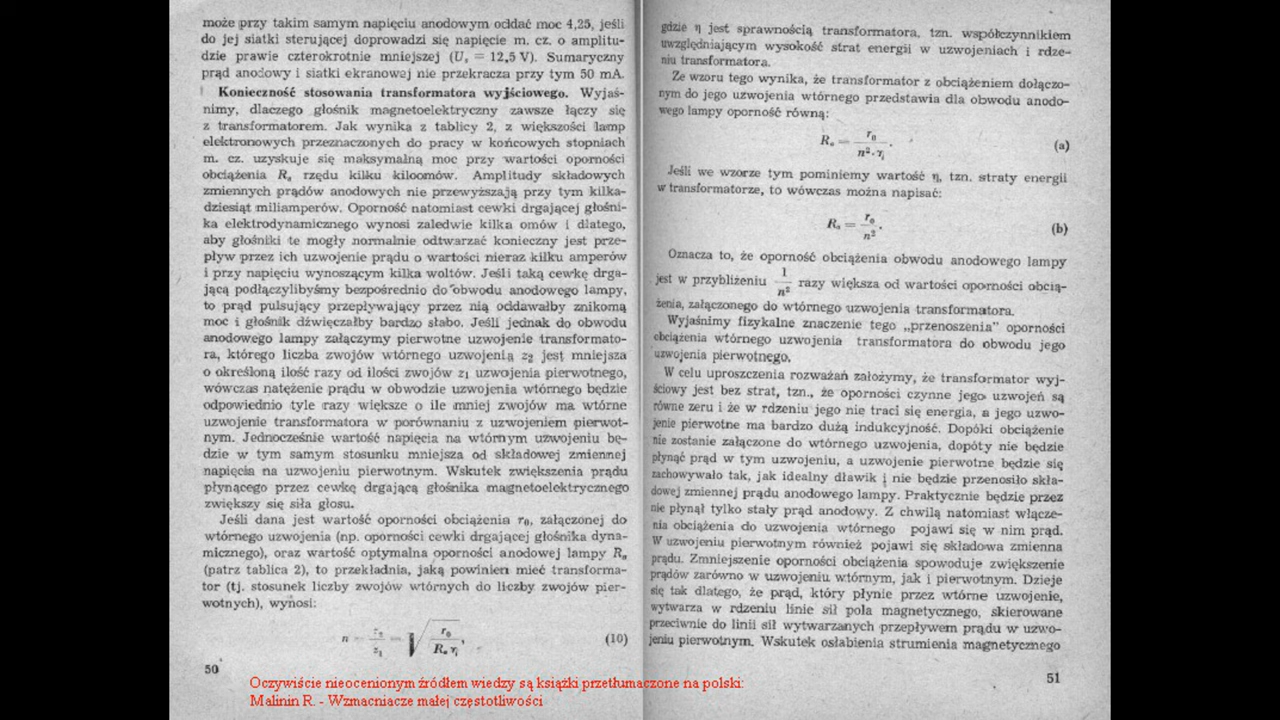 może przy takim samym napięciu anodowym oddać moc 4,25, jeśli
do jej siatki sterującej doprowadzi się napięcie m. cz. o amplitu-
dzie prawie czterokrotnie mniejszej (U, = 12,5 V). Sumaryczny
prąd anodowy i siatki ekranowej nie przekracza przy tym 50 mA.
Konieczność stosowania transformatora wyjściowego. Wyjaś-
nimy, dlaczego głośnik magnetoelektryczny zawsze łączy się
z transformatorem. Jak wynika z tablicy 2, z większości lamp
elektronowych przeznaczonych do pracy w końcowych stopniach
m. cz. uzyskuje się maksymalną moc przy wartości oporności
obciążenia Ra rzędu kilku kiloomów. Amplitudy składowych
zmiennych prądów anodowych nie przewyższają przy tym kilka-
dziesiąt miliamperów. Oporność natomiast cewki drgającej głośni-
ka elektrodynamicznego wynosi zaledwie kilka omów i dlatego,
aby głośniki te mogły normalnie odtwarzać konieczny jest prze-
pływ przez ich uzwojenie prądu o wartości nieraz kilku amperów
i przy napięciu wynoszącym kilka woltów. Jeśli taką cewkę drga-
jącą podłączylibyśmy bezpośrednio do obwodu anodowego lampy,
to prąd pulsujący przepływający przez nią oddawałby znikomą
moc i głośnik dźwięczałby bardzo słabo. Jeśli jednak do obwodu
anodowego lampy załączymy pierwotne uzwojenie transformato-
ra, którego liczba zwojów wtórnego uzwojenia z₂ jest mniejsza
o określoną ilość razy od ilości zwojów z₁ uzwojenia pierwotnego,
wówczas natężenie prądu w obwodzie uzwojenia wtórnego będzie
odpowiednio tyle razy większe o ile mniej zwojów ma wtórne
uzwojenie transformatora w porównaniu z uzwojeniem pierwot-
nym. Jednocześnie wartość napięcia na wtórnym uzwojeniu bę-
dzie w tym samym stosunku mniejsza od składowej zmiennej
napięcia na uzwojeniu pierwotnym. Wskutek zwiększenia prądu
płynącego przez cewkę drgającą głośnika magnetoelektrycznego
zwiększy się siła głosu.
Jeśli dana jest wartość oporności obciążenia r₀, załączonej do
wtórnego uzwojenia (np. oporności cewki drgającej głośnika dyna-
micznego), oraz wartość optymalna oporności anodowej lampy Ra
(patrz tablica 2), to przekładnia, jaką powinien mieć transforma-
tor (tj. stosunek liczby zwojów wtórnych do liczby zwojów pier-
wotnych), wynosi:
n = z₂/z₁ = √(r₀/(Ra η)), (10)
50
gdzie η jest sprawnością transformatora, tzn. współczynnikiem
uwzględniającym wysokość strat energii w uzwojeniach i rdze-
niu transformatora.
Ze wzoru tego wynika, że transformator z obciążeniem dołączo-
nym do jego uzwojenia wtórnego przedstawia dla obwodu anodo-
wego lampy oporność równą:
Ra = r₀/(n²·η). (a)
Jeśli we wzorze tym pominiemy wartość η, tzn. straty energii
w transformatorze, to wówczas można napisać:
Ra = r₀/n². (b)
Oznacza to, że oporność obciążenia obwodu anodowego lampy
jest w przybliżeniu 1/n² razy większa od wartości oporności obcią-
żenia, załączonego do wtórnego uzwojenia transformatora.
Wyjaśnimy fizykalne znaczenie tego „przenoszenia" oporności
obciążenia wtórnego uzwojenia transformatora do obwodu jego
uzwojenia pierwotnego.
W celu uproszczenia rozważań założymy, że transformator wyj-
ściowy jest bez strat, tzn., że oporności czynne jego uzwojeń są
równe zeru i że w rdzeniu jego nie traci się energia, a jego uzwo-
jenie pierwotne ma bardzo dużą indukcyjność. Dopóki obciążenie
nie zostanie załączone do wtórnego uzwojenia, dopóty nie będzie
płynąć prąd w tym uzwojeniu, a uzwojenie pierwotne będzie się
zachowywało tak, jak idealny dławik i nie będzie przenosiło skła-
dowej zmiennej prądu anodowego lampy. Praktycznie będzie przez
nie płynął tylko stały prąd anodowy. Z chwilą natomiast włącze-
nia obciążenia do uzwojenia wtórnego pojawi się w nim prąd.
W uzwojeniu pierwotnym również pojawi się składowa zmienna
prądu. Zmniejszenie oporności obciążenia spowoduje zwiększenie
prądów zarówno w uzwojeniu wtórnym, jak i pierwotnym. Dzieje
się tak dlatego, że prąd, który płynie przez wtórne uzwojenie,
wytwarza w rdzeniu linie sił pola magnetycznego, skierowane
przeciwnie do linii sił wytwarzanych przepływem prądu w uzwo-
jeniu pierwotnym. Wskutek osłabienia strumienia magnetycznego
51
Oczywiście nieocenionym źródłem wiedzy są książki przetłumaczone na polski:
Malinin R. - Wzmacniacze małej częstotliwości